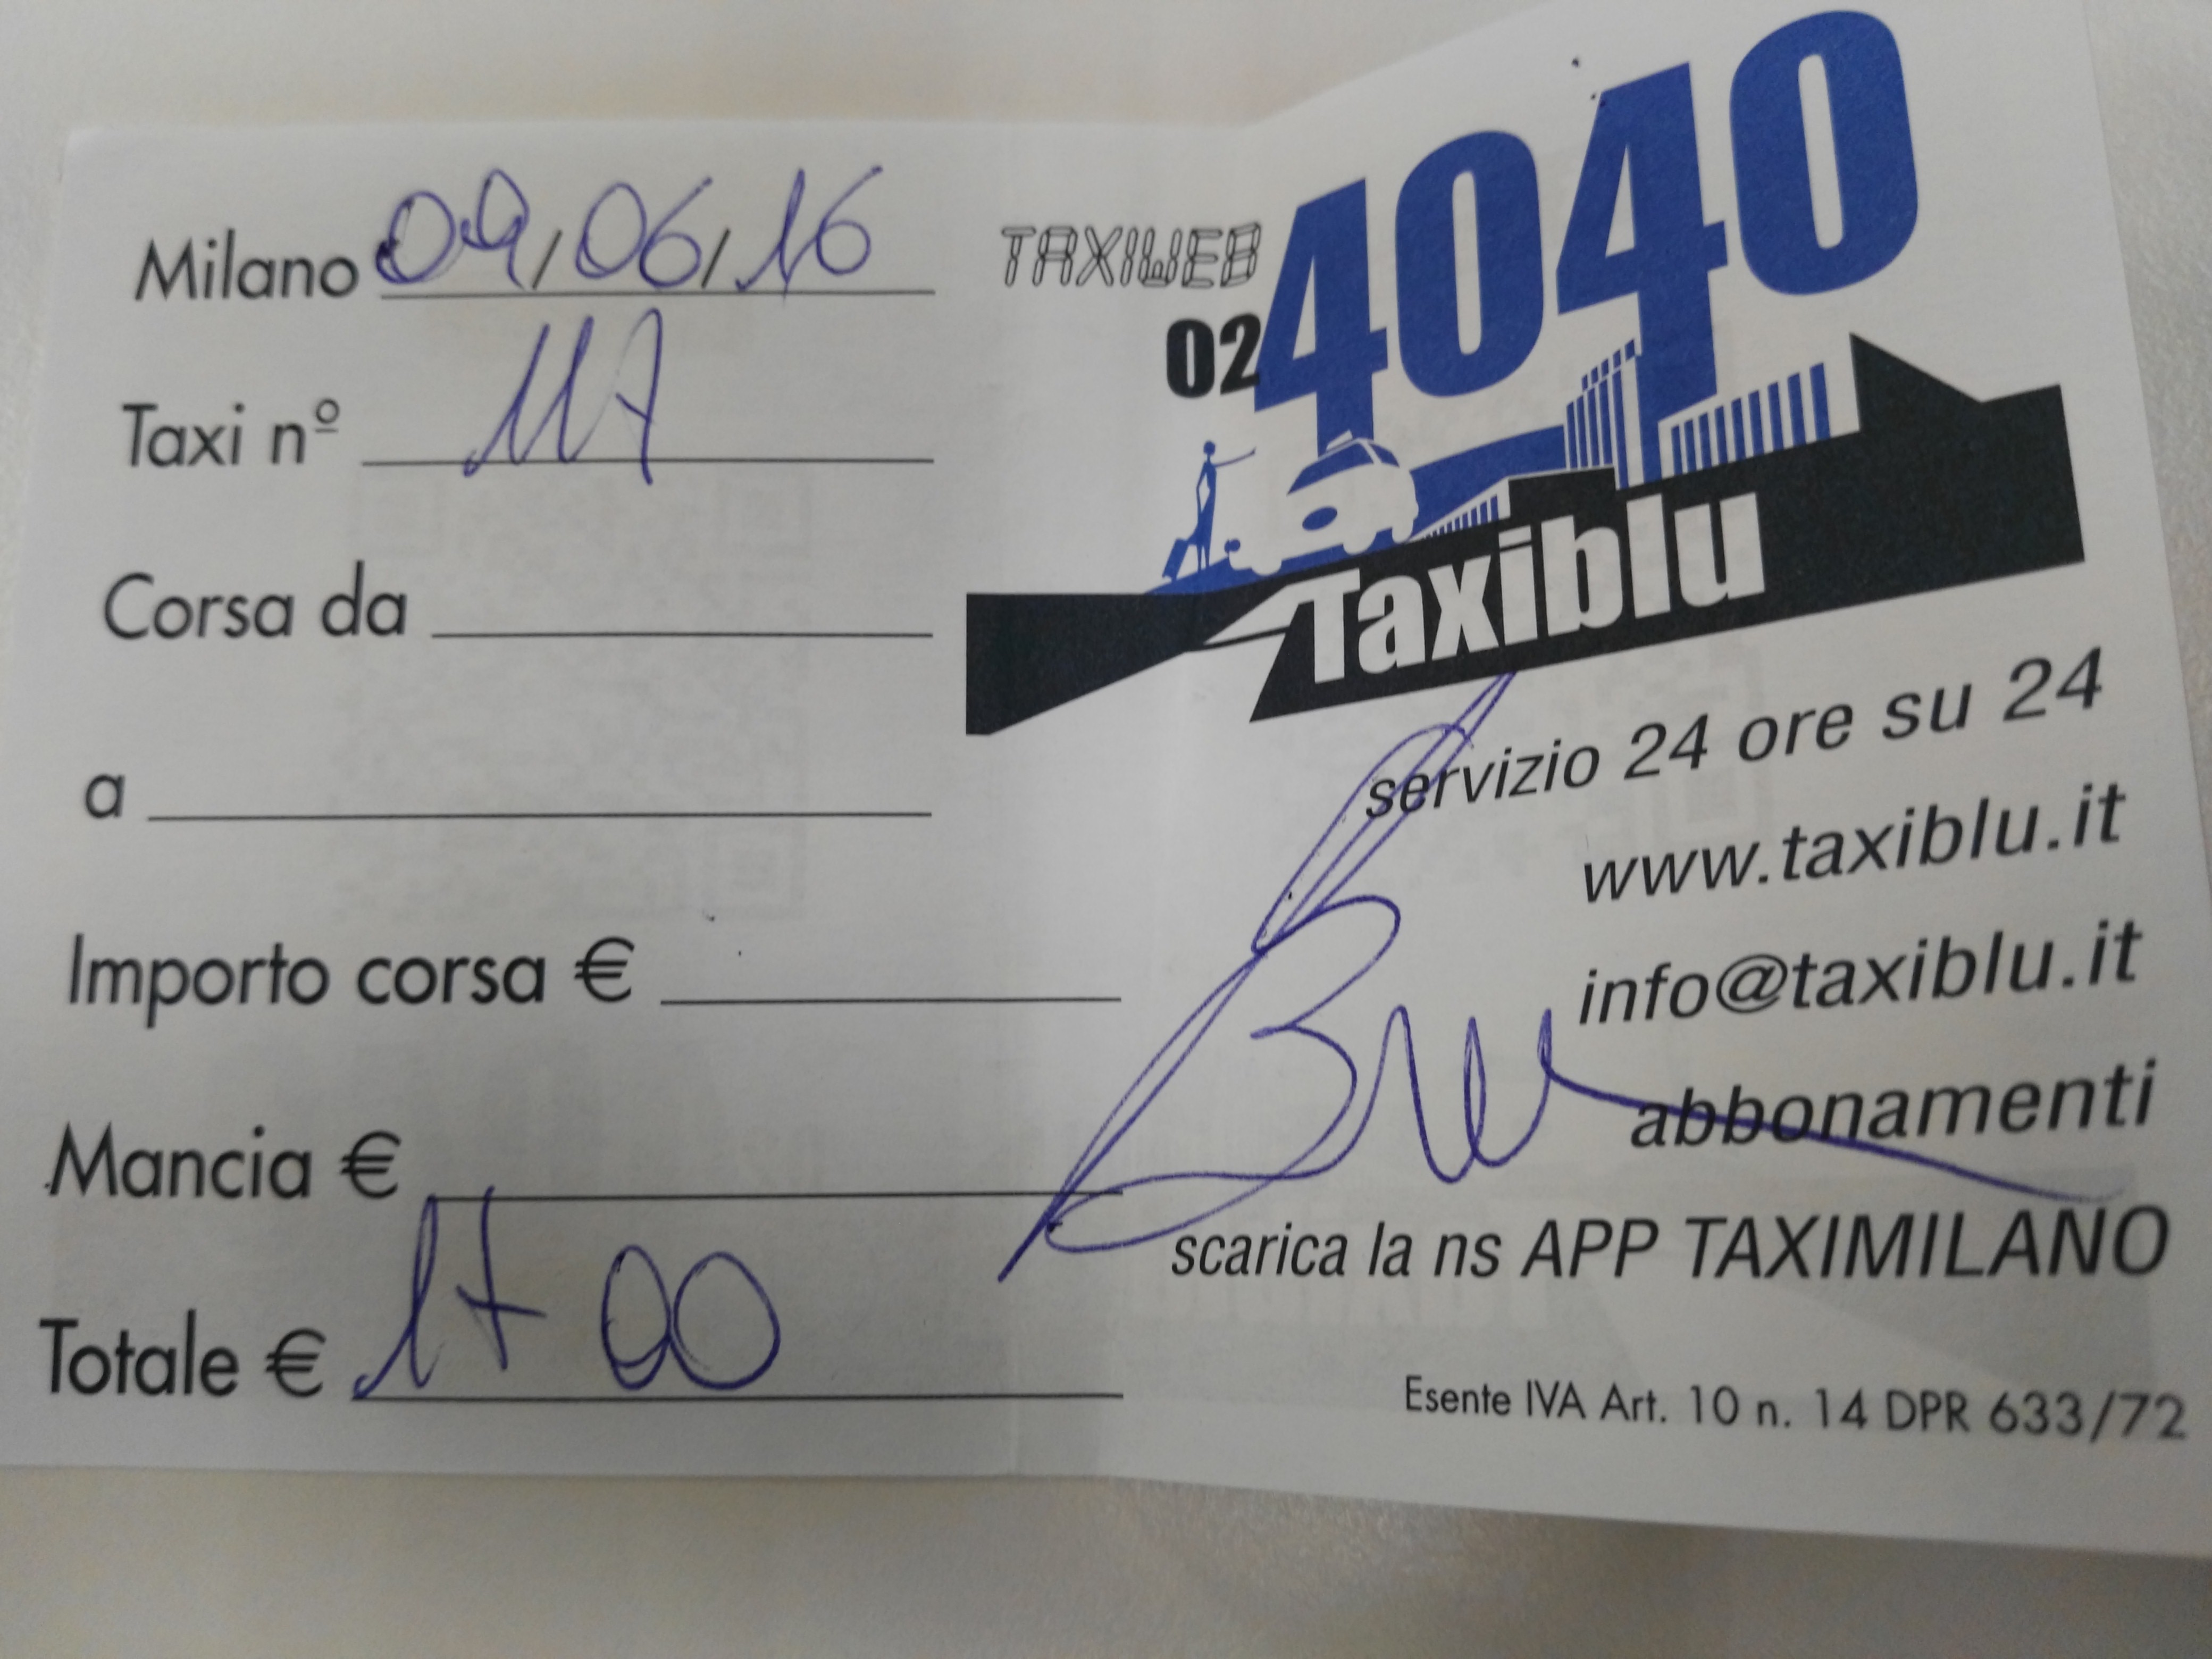 Milano 09/06/16
Taxi nº 117
Corsa da
a
Importo corsa €
Mancia €
Totale € 17 00
TAXIWEB
02 4040
Taxiblu
servizio 24 ore su 24
www.taxiblu.it
info@taxiblu.it
abbonamenti
scarica la ns APP TAXIMILANO
Esente IVA Art. 10 n. 14 DPR 633/72